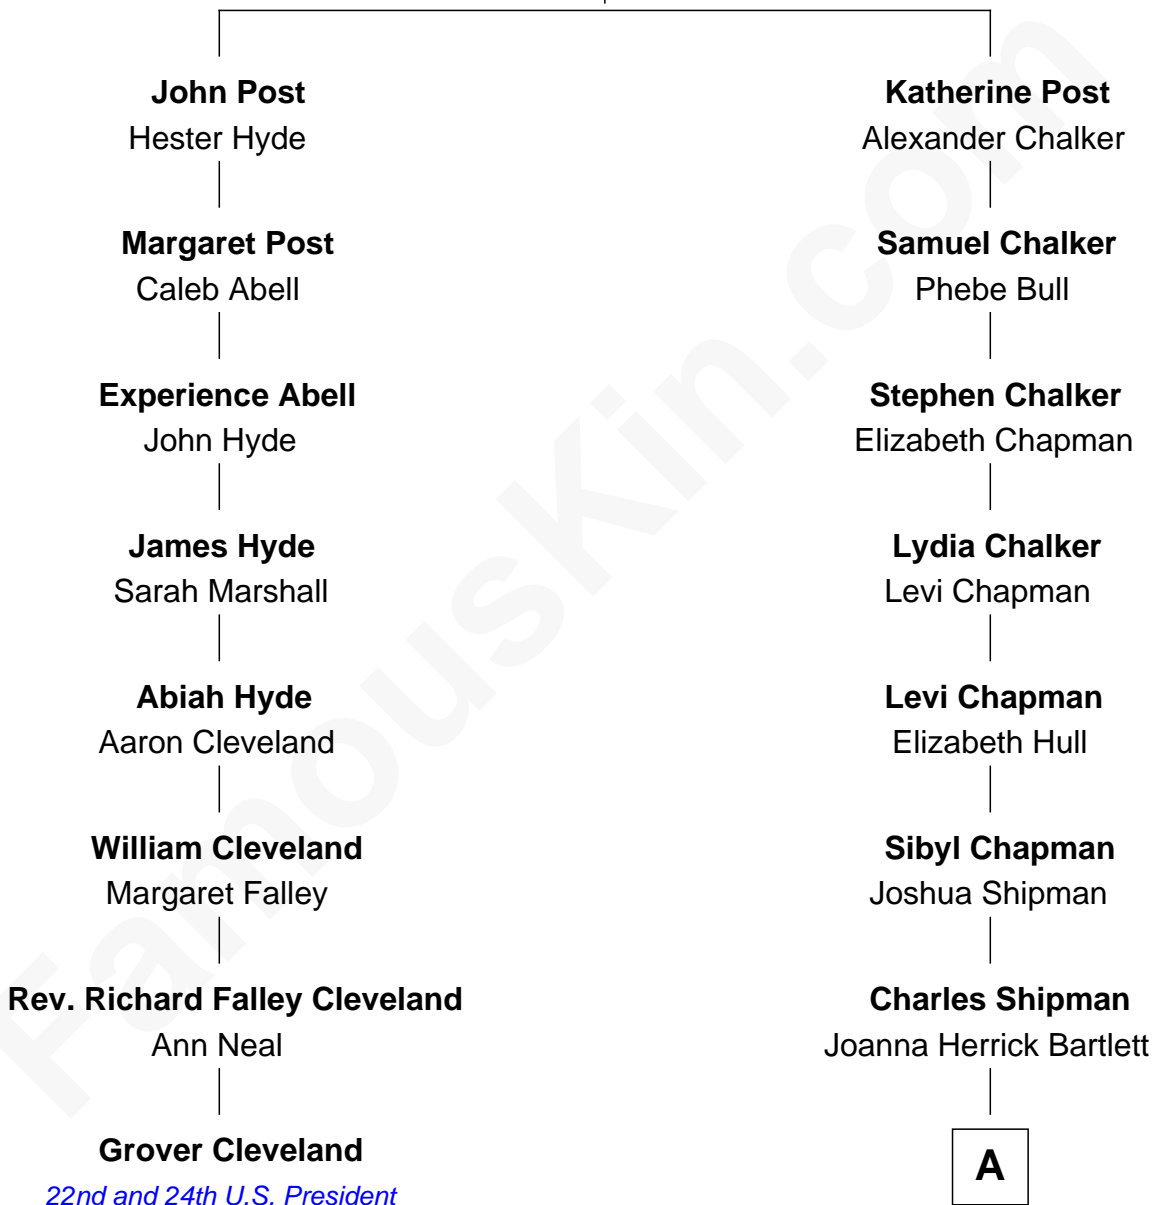 John Post
Hester Hyde
Margaret Post
Caleb Abell
Experience Abell
John Hyde
James Hyde
Sarah Marshall
Abiah Hyde
Aaron Cleveland
William Cleveland
Margaret Falley
Rev. Richard Falley Cleveland
Ann Neal
Grover Cleveland
22nd and 24th U.S. President
Katherine Post
Alexander Chalker
Samuel Chalker
Phebe Bull
Stephen Chalker
Elizabeth Chapman
Lydia Chalker
Levi Chapman
Levi Chapman
Elizabeth Hull
Sibyl Chapman
Joshua Shipman
Charles Shipman
Joanna Herrick Bartlett
A
FamousKin.com